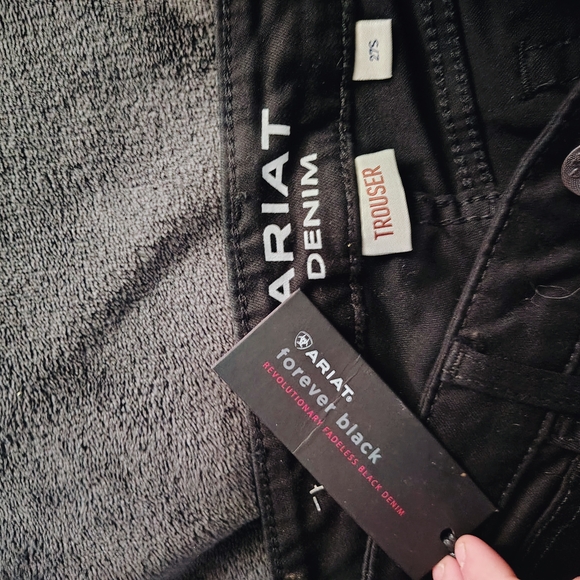 ARIAT
DENIM
27S
TROUSER
ARIAT®
forever black
REVOLUTIONARY FADELESS BLACK DENIM